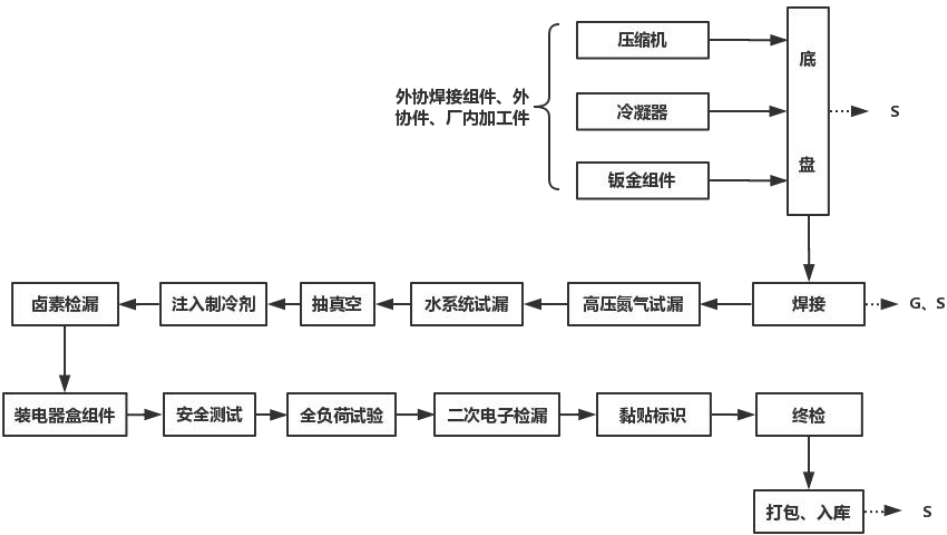 压缩机
外协焊接组件、外
协件、厂内加工件
冷凝器
钣金组件
底
盘
S
卤素检漏
注入制冷剂
抽真空
水系统试漏
高压氮气试漏
焊接
G、S
装电器盒组件
安全测试
全负荷试验
二次电子检漏
黏贴标识
终检
打包、入库
S